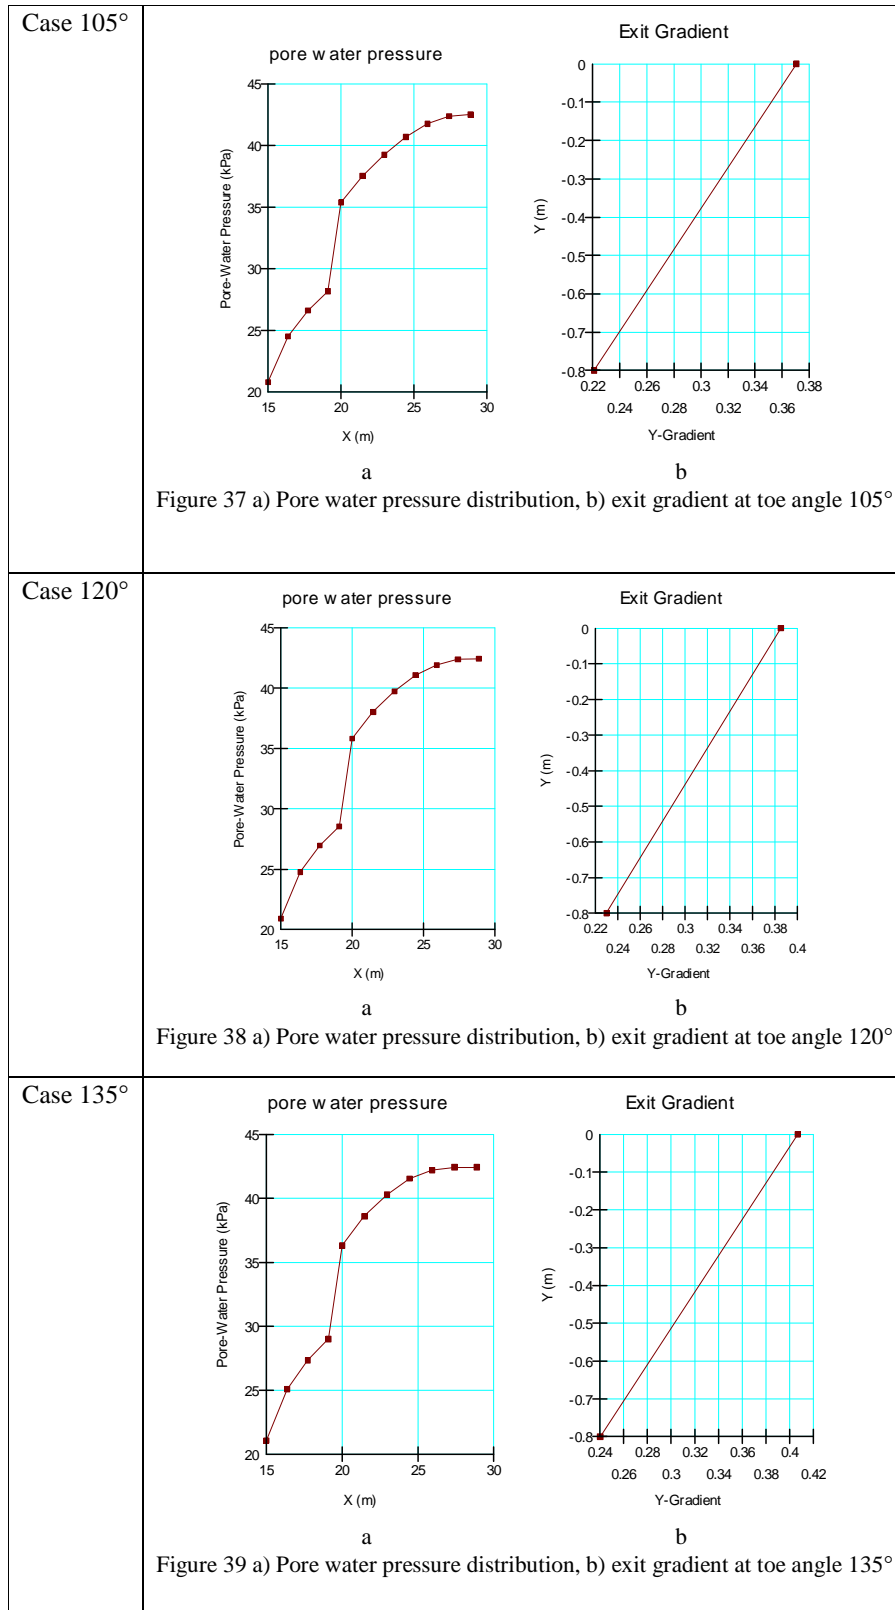 Case 105°
pore water pressure
Pore-Water Pressure (kPa)
45
40
35
30
25
20
15 20 25 30
X (m)
a
Exit Gradient
Y (m)
0
-0.1
-0.2
-0.3
-0.4
-0.5
-0.6
-0.7
-0.8
0.22 0.26 0.3 0.34 0.38
0.24 0.28 0.32 0.36
Y-Gradient
b
Figure 37 a) Pore water pressure distribution, b) exit gradient at toe angle 105°
Case 120°
pore water pressure
Pore-Water Pressure (kPa)
45
40
35
30
25
20
15 20 25 30
X (m)
a
Exit Gradient
Y (m)
0
-0.1
-0.2
-0.3
-0.4
-0.5
-0.6
-0.7
-0.8
0.22 0.26 0.3 0.34 0.38
0.24 0.28 0.32 0.36 0.4
Y-Gradient
b
Figure 38 a) Pore water pressure distribution, b) exit gradient at toe angle 120°
Case 135°
pore water pressure
Pore-Water Pressure (kPa)
45
40
35
30
25
20
15 20 25 30
X (m)
a
Exit Gradient
Y (m)
0
-0.1
-0.2
-0.3
-0.4
-0.5
-0.6
-0.7
-0.8
0.24 0.28 0.32 0.36 0.4
0.26 0.3 0.34 0.38 0.42
Y-Gradient
b
Figure 39 a) Pore water pressure distribution, b) exit gradient at toe angle 135°